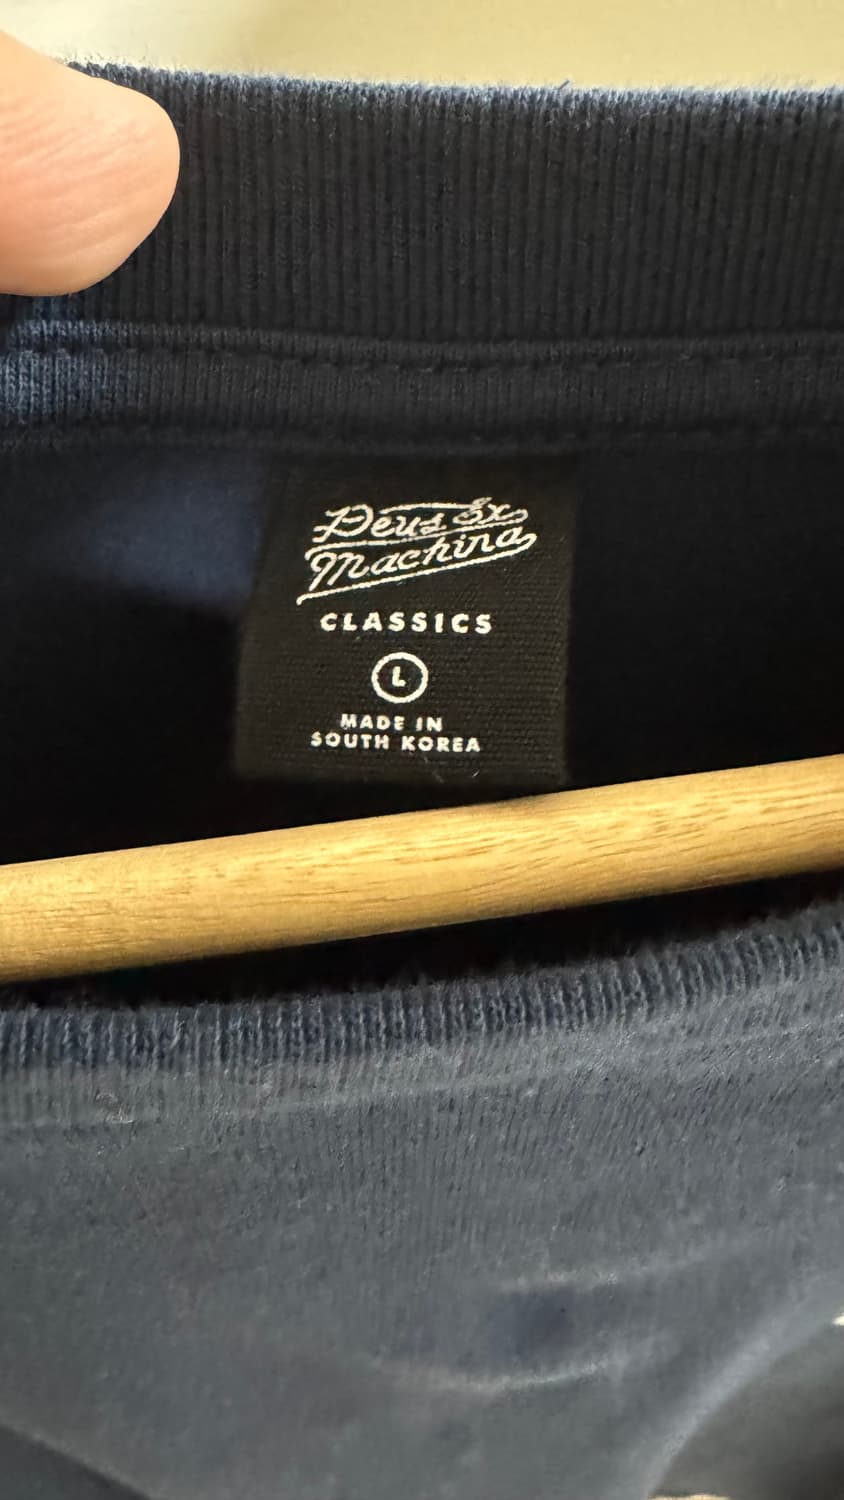 Deus Ex
Machina
CLASSICS
L
MADE IN
SOUTH KOREA